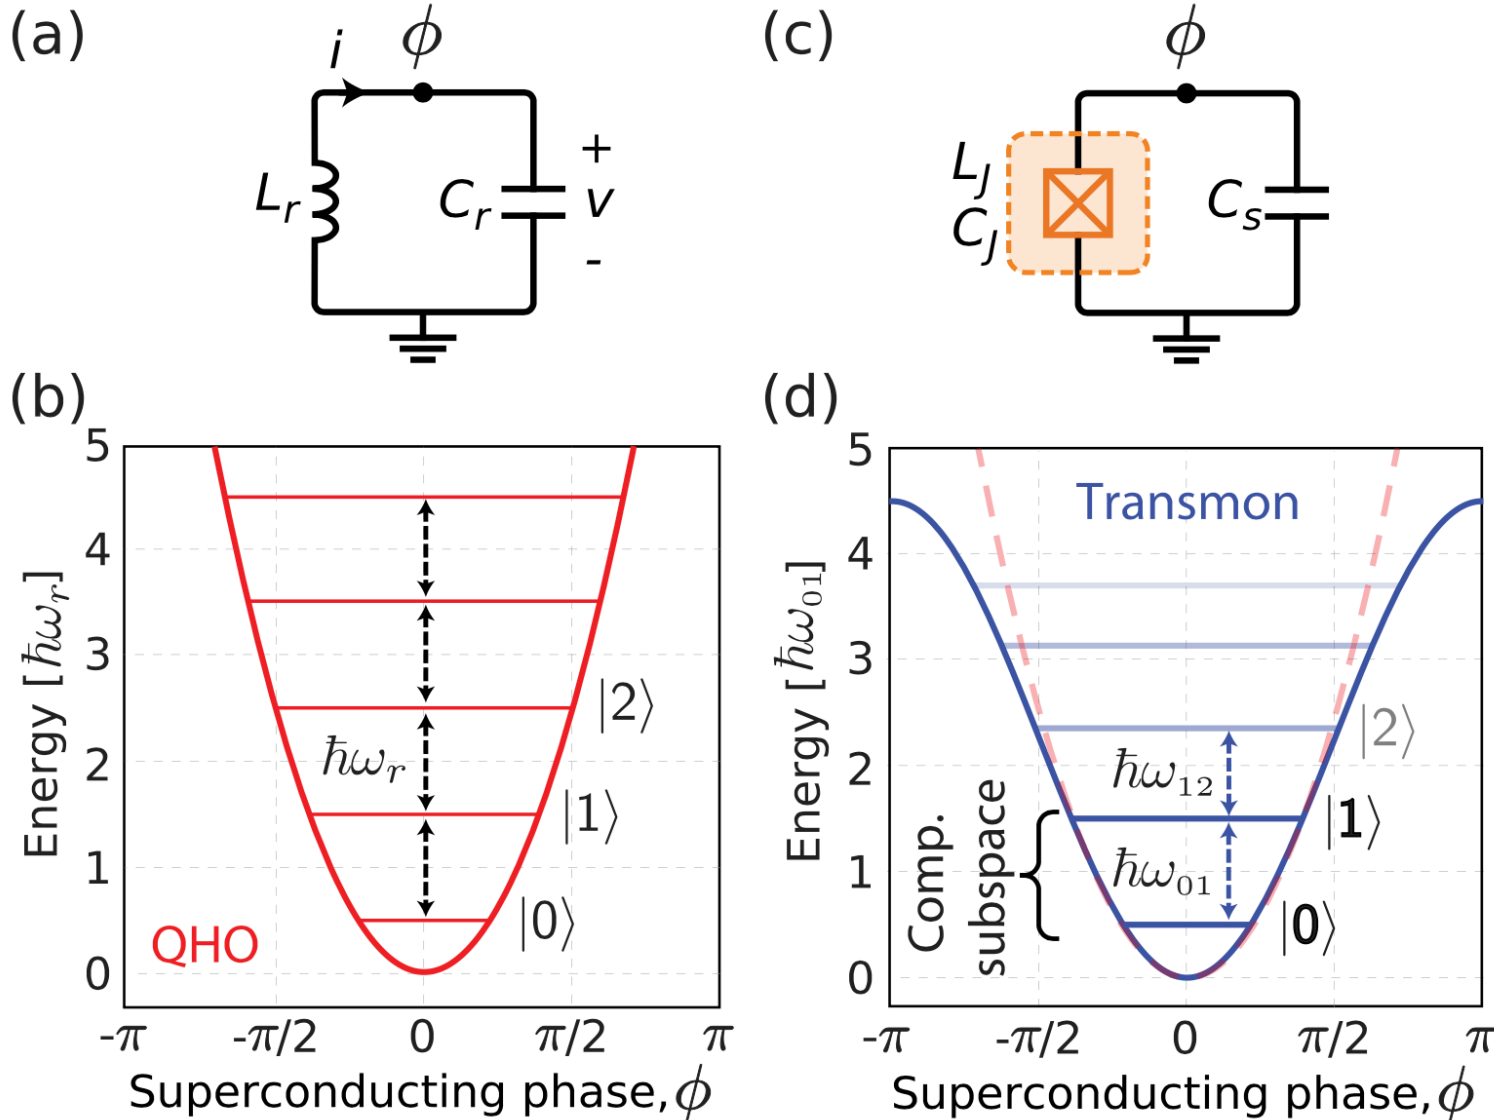 (a)
i
ϕ
L_r
C_r
+
v
-
(c)
ϕ
L_J
C_J
C_s
(b)
5
4
3
2
1
0
Energy [ℏω_r]
|2⟩
ℏω_r
|1⟩
|0⟩
QHO
-π
-π/2
0
π/2
π
Superconducting phase, ϕ
(d)
5
4
3
2
1
0
Energy [ℏω_01]
Transmon
|2⟩
ℏω_12
|1⟩
ℏω_01
|0⟩
Comp.
subspace
-π
-π/2
0
π/2
π
Superconducting phase, ϕ